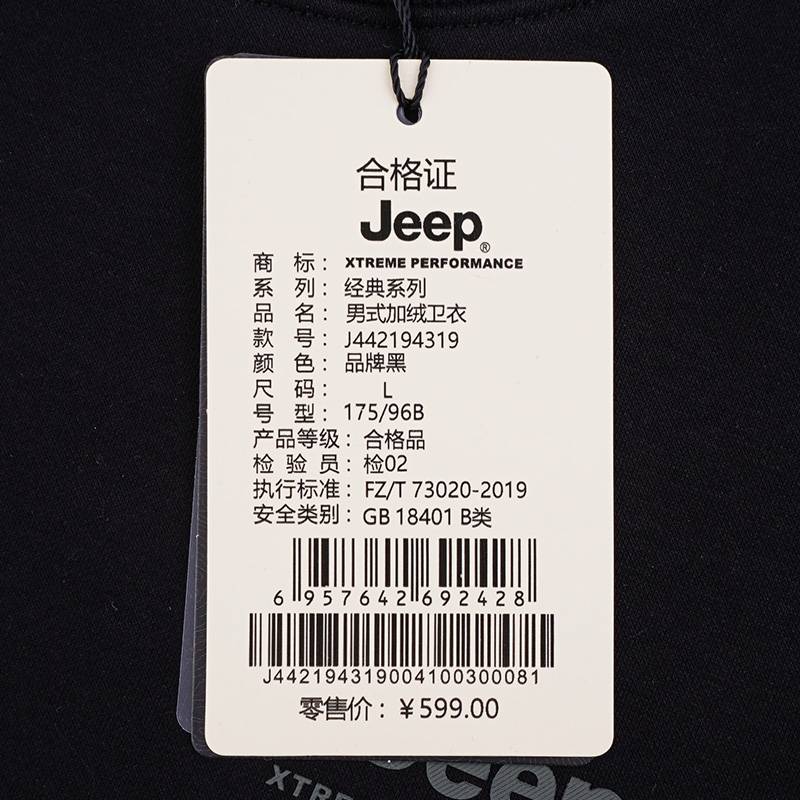 合格证
Jeep®
商 标： XTREME PERFORMANCE
系 列： 经典系列
品 名： 男式加绒卫衣
款 号： J442194319
颜 色： 品牌黑
尺 码： L
号 型： 175/96B
产品等级： 合格品
检 验 员： 检02
执行标准： FZ/T 73020-2019
安全类别： GB 18401 B类
6 957642 692428
J442194319004100300081
零售价： ¥599.00
Jeep
XTREME